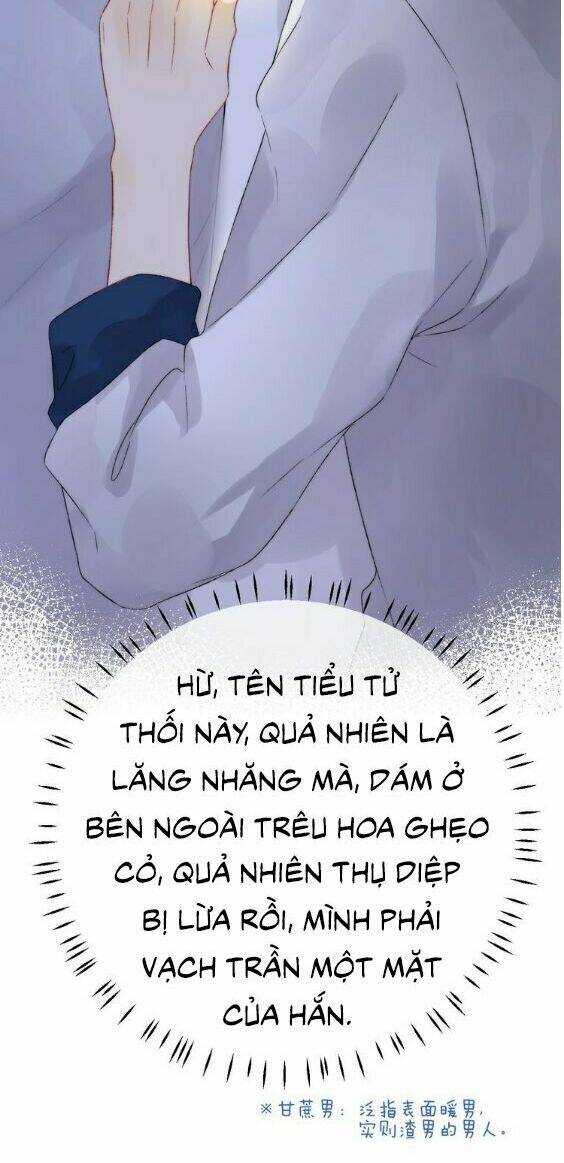 HỪ, TÊN TIỂU TỬ
THỐI NÀY, QUẢ NHIÊN LÀ
LĂNG NHĂNG MÀ, DÁM Ở
BÊN NGOÀI TRÊU HOA GHẸO
CỎ, QUẢ NHIÊN THỤ DIỆP
BỊ LỪA RỒI, MÌNH PHẢI
VẠCH TRẦN MỘT MẶT
CỦA HẮN.
※甘蔗男：泛指表面暖男，
实则渣男的男人。